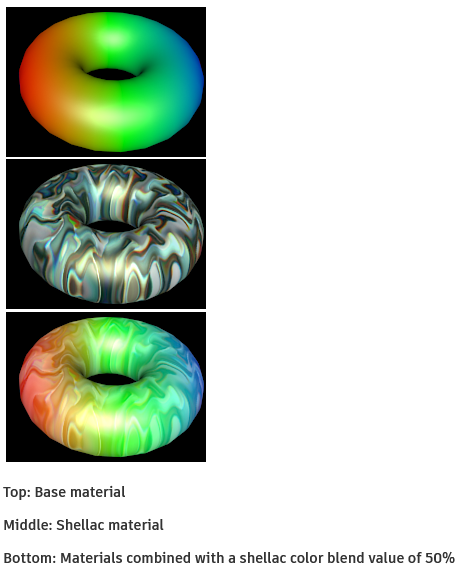 Top: Base material
Middle: Shellac material
Bottom: Materials combined with a shellac color blend value of 50%